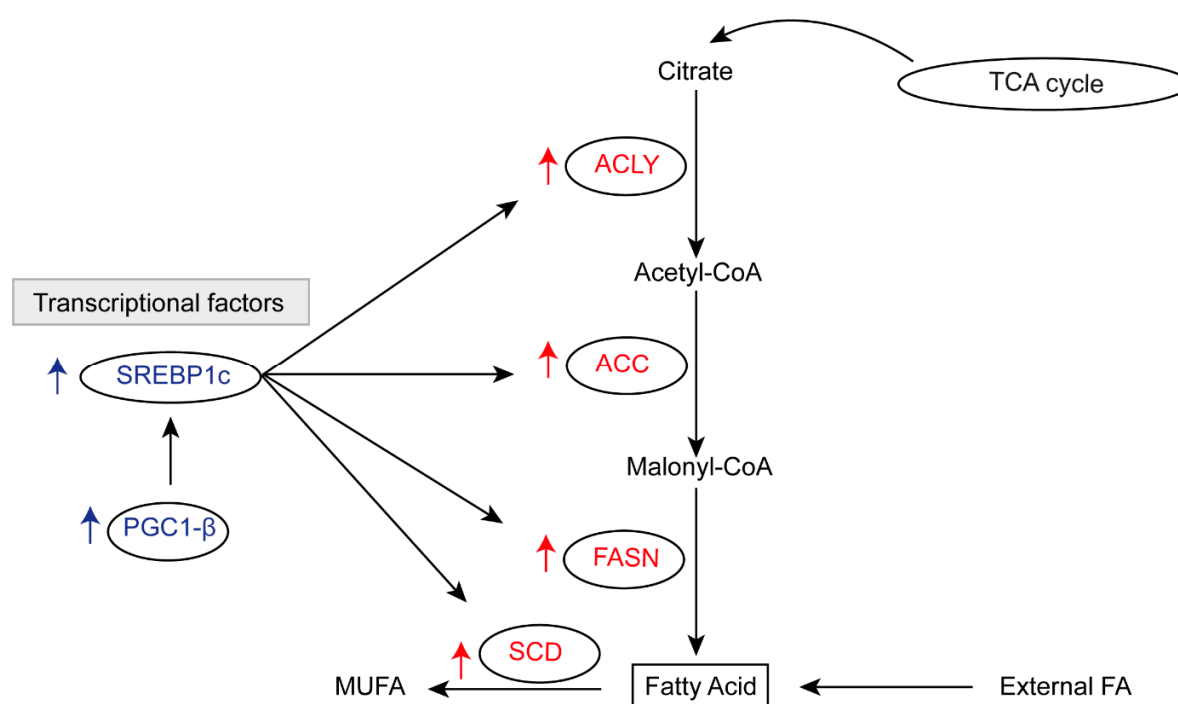 Citrate
TCA cycle
ACLY
Acetyl-CoA
Transcriptional factors
SREBP1c
ACC
Malonyl-CoA
PGC1-β
FASN
SCD
MUFA
Fatty Acid
External FA